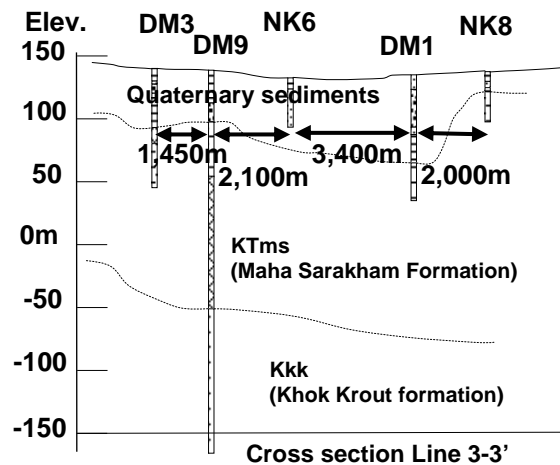 Elev.
DM3
DM9
NK6
DM1
NK8
150
100
50
0m
-50
-100
-150
Quaternary sediments
1,450m
2,100m
3,400m
2,000m
KTms
(Maha Sarakham Formation)
Kkk
(Khok Krout formation)
Cross section Line 3-3’